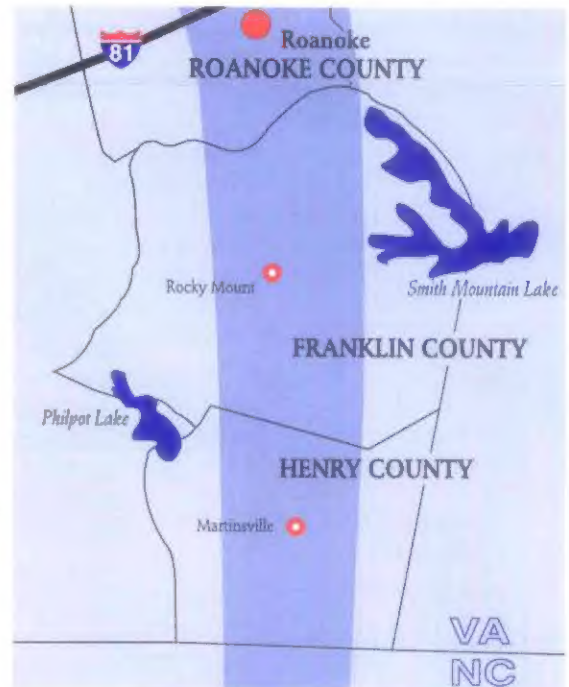 81
Roanoke
ROANOKE COUNTY
Rocky Mount
Smith Mountain Lake
FRANKLIN COUNTY
Philpot Lake
HENRY COUNTY
Martinsville
VA
NC